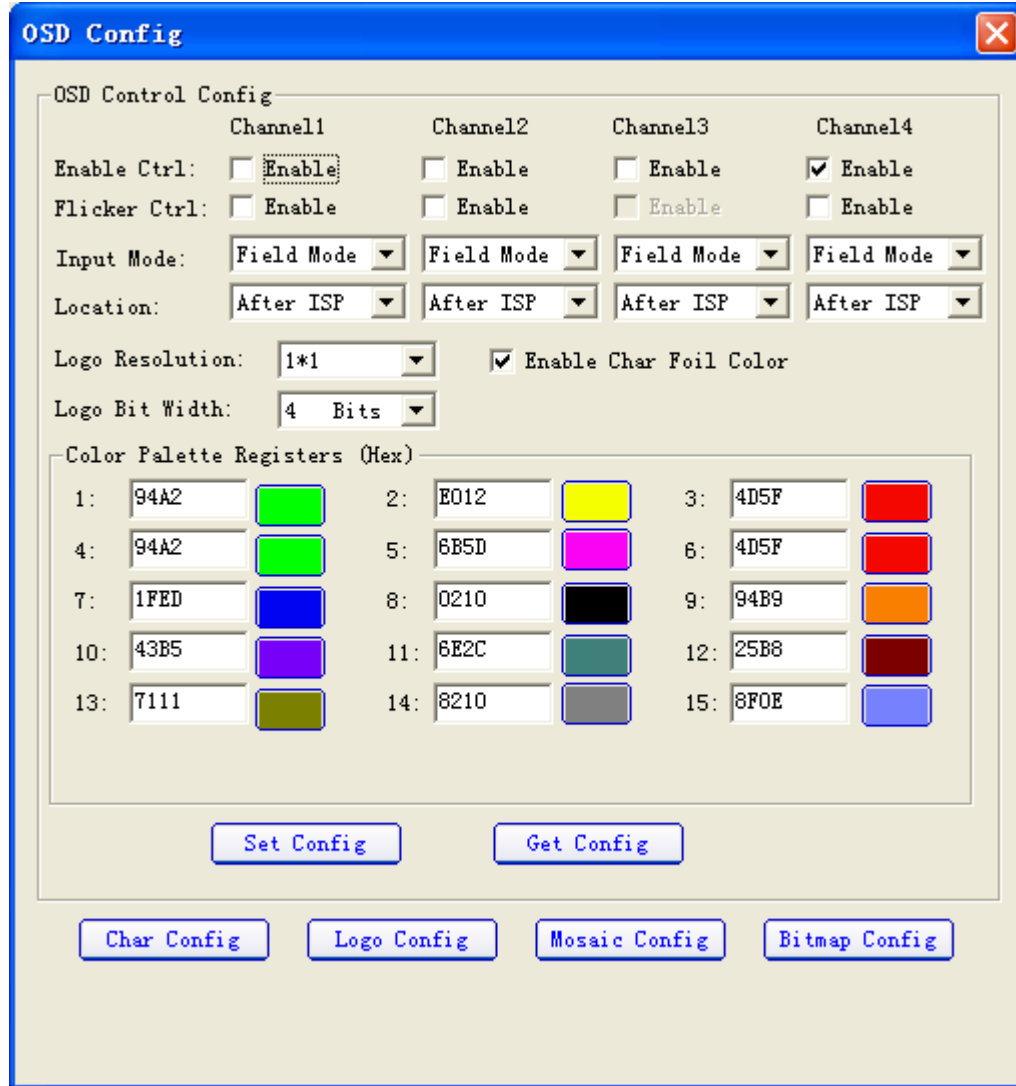 OSD Config
OSD Control Config
Channel1 Channel2 Channel3 Channel4
Enable Ctrl: Enable Enable Enable Enable
Flicker Ctrl: Enable Enable Enable Enable
Input Mode: Field Mode Field Mode Field Mode Field Mode
Location: After ISP After ISP After ISP After ISP
Logo Resolution: 1*1 Enable Char Foil Color
Logo Bit Width: 4 Bits
Color Palette Registers (Hex)
1: 94A2 2: E012 3: 4D5F
4: 94A2 5: 6B5D 6: 4D5F
7: 1FED 8: 0210 9: 94B9
10: 43B5 11: 6E2C 12: 25B8
13: 7111 14: 8210 15: 8F0E
Set Config Get Config
Char Config Logo Config Mosaic Config Bitmap Config